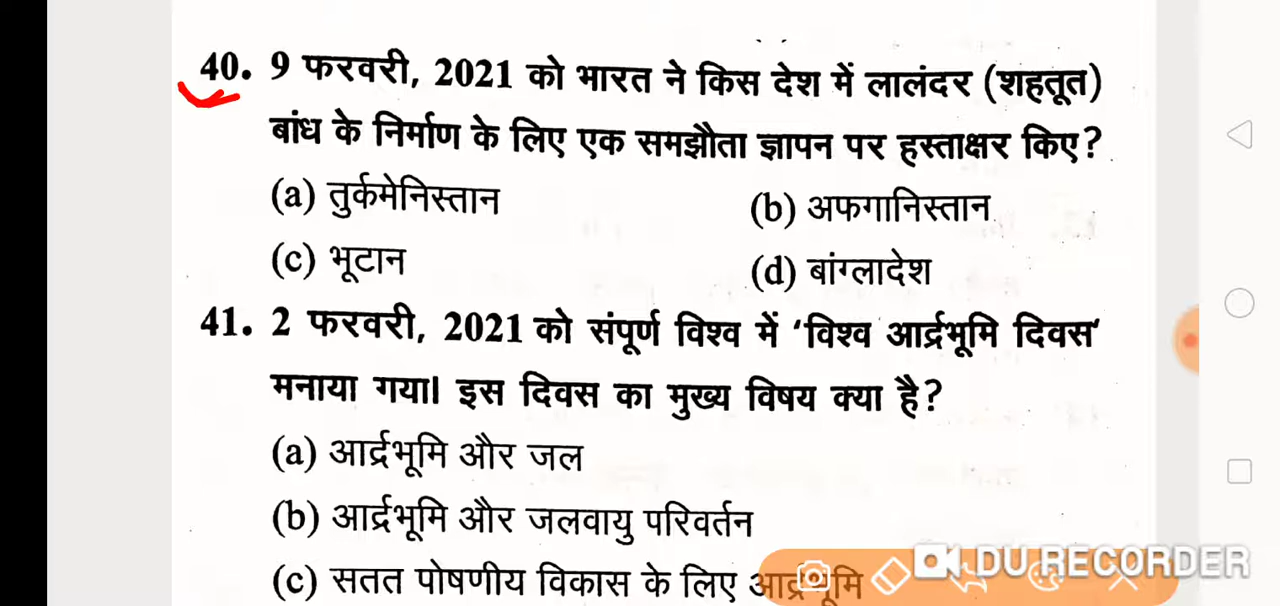 40. 9 फरवरी, 2021 को भारत ने किस देश में लालंदर (शहतूत)
बांध के निर्माण के लिए एक समझौता ज्ञापन पर हस्ताक्षर किए?
(a) तुर्कमेनिस्तान (b) अफगानिस्तान
(c) भूटान (d) बांग्लादेश
41. 2 फरवरी, 2021 को संपूर्ण विश्व में ‘विश्व आर्द्रभूमि दिवस’
मनाया गया। इस दिवस का मुख्य विषय क्या है?
(a) आर्द्रभूमि और जल
(b) आर्द्रभूमि और जलवायु परिवर्तन
(c) सतत पोषणीय विकास के लिए आर्द्रभूमि
DU RECORDER